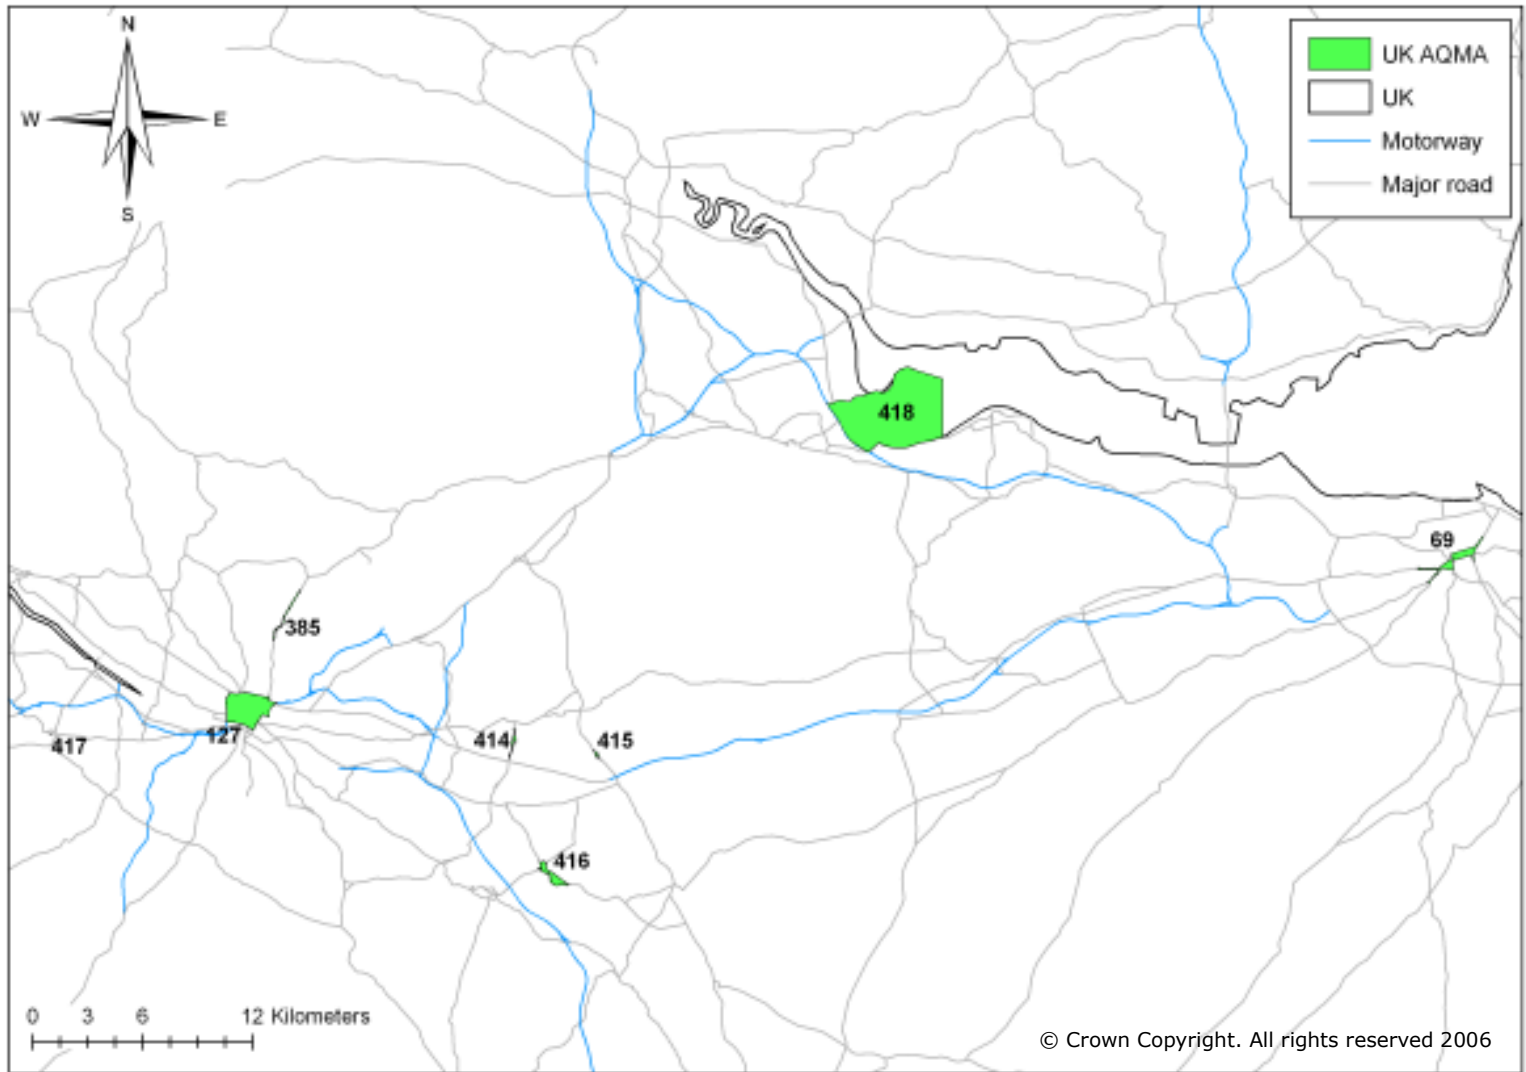 N
W E
S
UK AQMA
UK
Motorway
Major road
418
69
385
127
417
414
415
416
0 3 6 12 Kilometers
© Crown Copyright. All rights reserved 2006